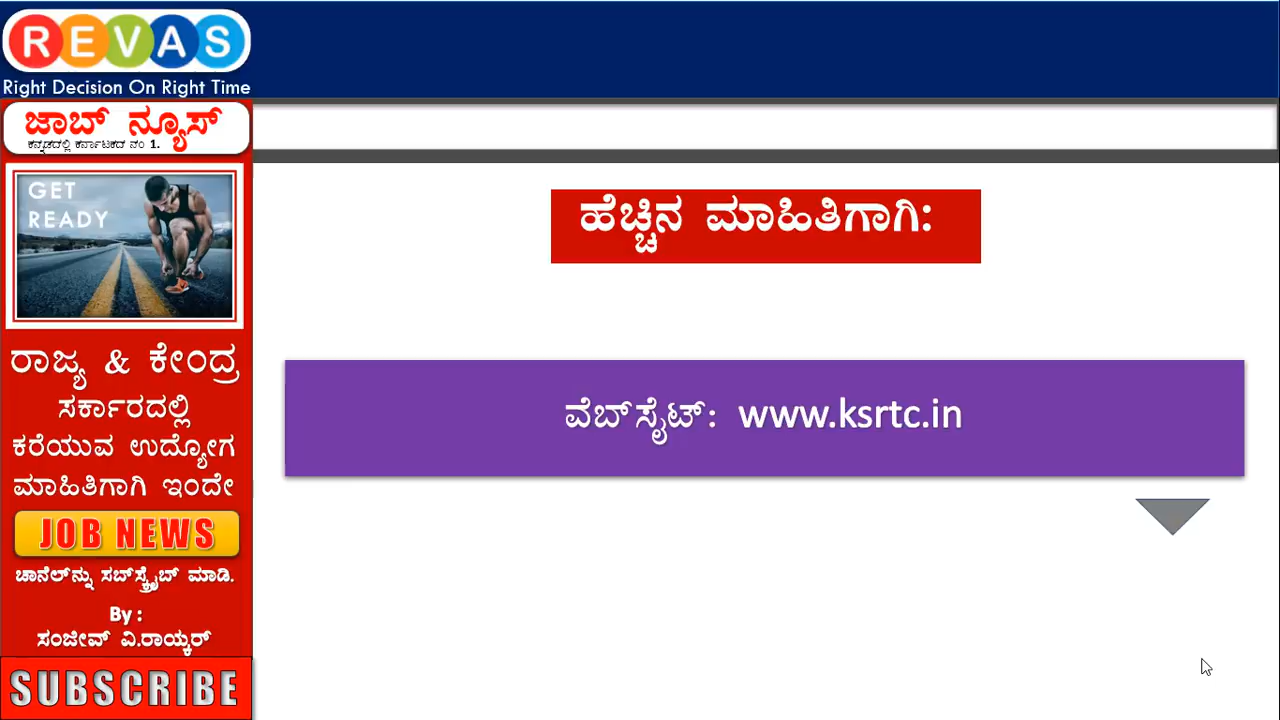 REVAS
Right Decision On Right Time
ಜಾಬ್ ನ್ಯೂಸ್
ಕನ್ನಡದಲ್ಲಿ ಕರ್ನಾಟಕದ ನಂ 1.
GET
READY
ರಾಜ್ಯ & ಕೇಂದ್ರ
ಸರ್ಕಾರದಲ್ಲಿ
ಕರೆಯುವ ಉದ್ಯೋಗ
ಮಾಹಿತಿಗಾಗಿ ಇಂದೇ
JOB NEWS
ಚಾನೆಲ್‌ನ್ನು ಸಬ್‌ಸ್ಕ್ರೈಬ್ ಮಾಡಿ.
By :
ಸಂಜೀವ್ ವಿ.ರಾಯ್ಕರ್
SUBSCRIBE
ಹೆಚ್ಚಿನ ಮಾಹಿತಿಗಾಗಿ:
ವೆಬ್‌ಸೈಟ್: www.ksrtc.in